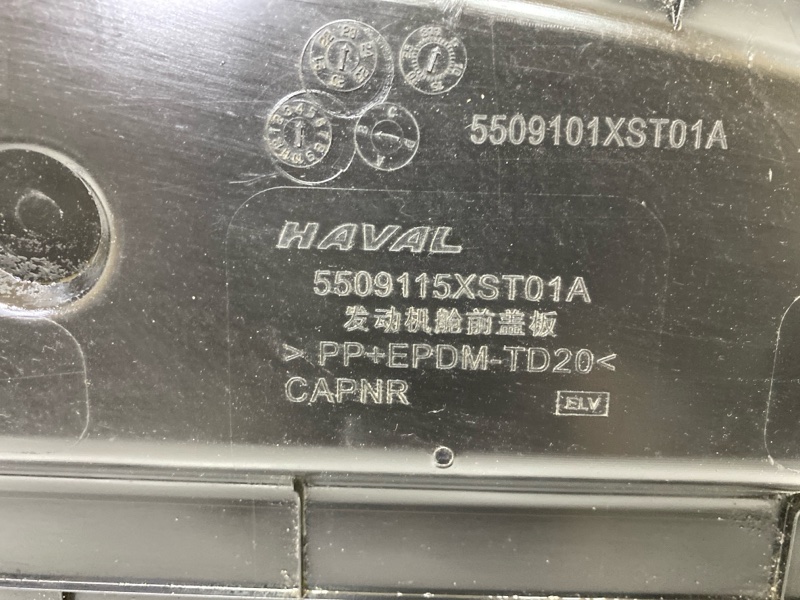 5509101XST01A
HAVAL
5509115XST01A
发动机舱前盖板
>PP+EPDM-TD20<
CAPNR
ELV